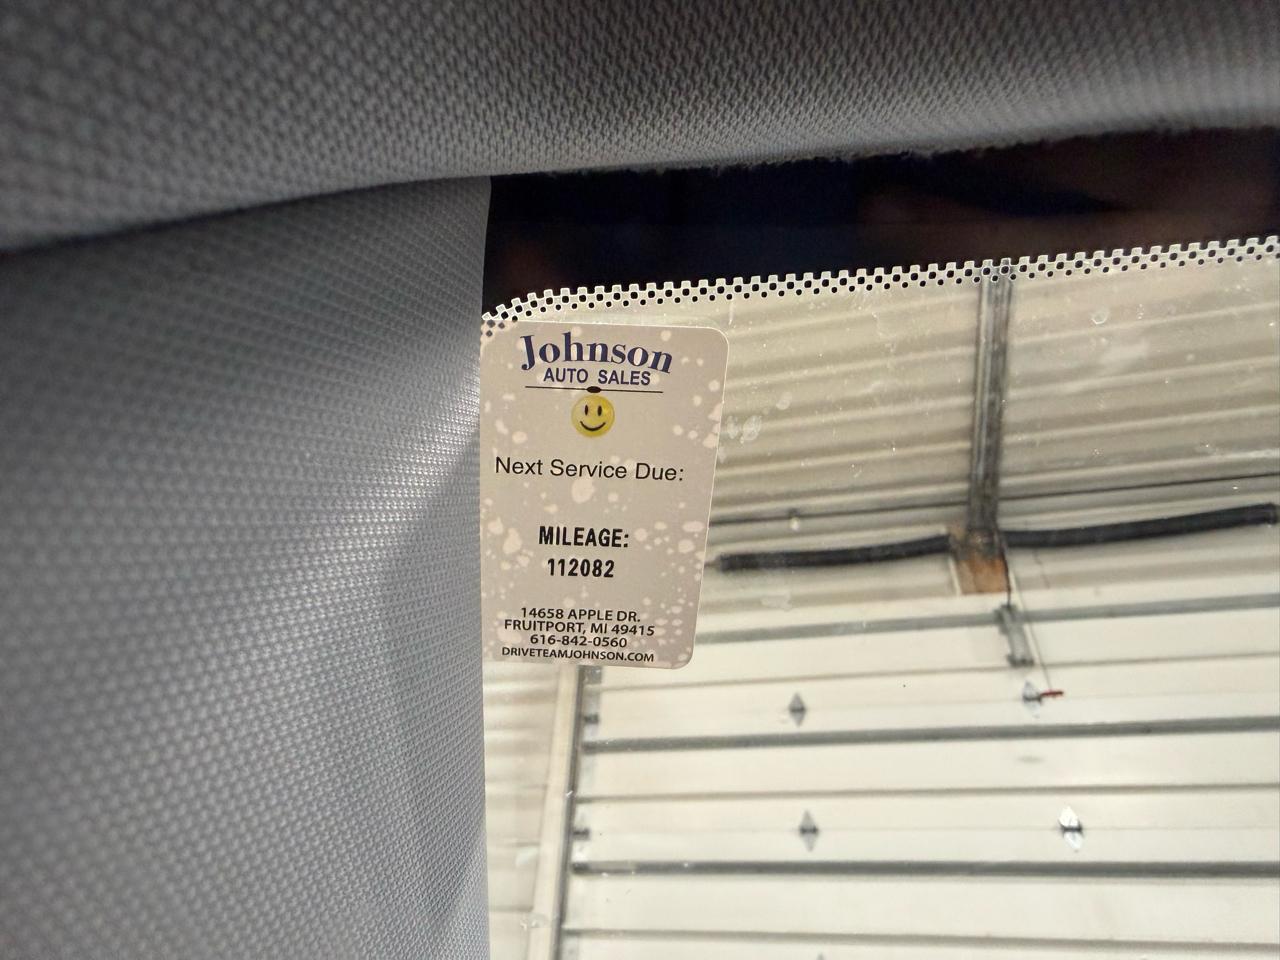 Johnson
AUTO SALES
Next Service Due:
MILEAGE:
112082
14658 APPLE DR.
FRUITPORT, MI 49415
616-842-0560
DRIVETEAMJOHNSON.COM